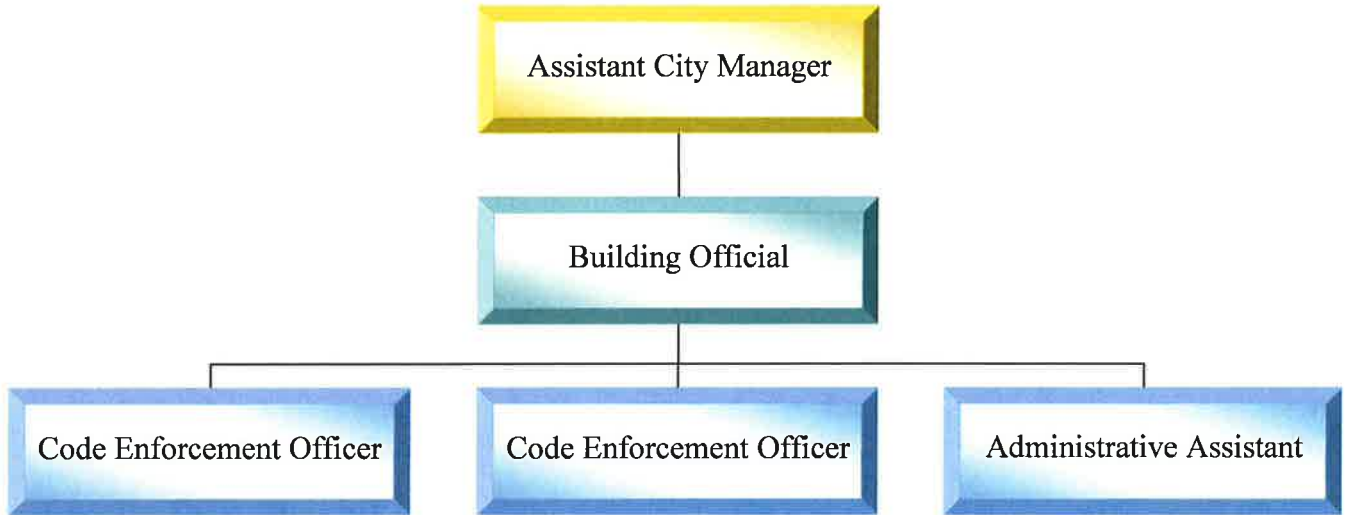 Assistant City Manager
Building Official
Code Enforcement Officer
Code Enforcement Officer
Administrative Assistant